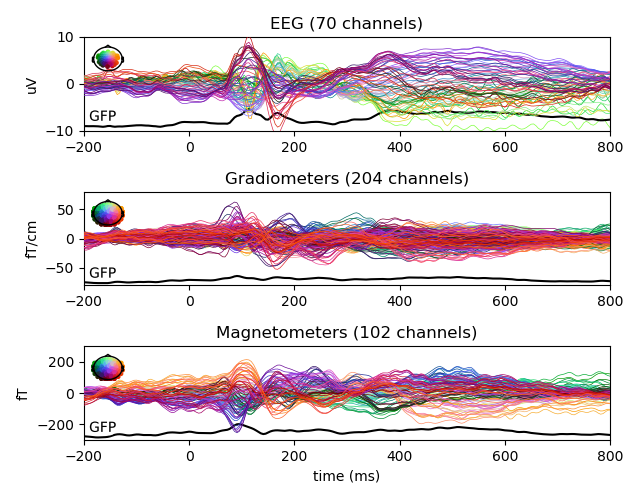 EEG (70 channels)
10
0
−10
uV
GFP
−200 0 200 400 600 800
Gradiometers (204 channels)
50
0
−50
fT/cm
GFP
−200 0 200 400 600 800
Magnetometers (102 channels)
200
0
−200
fT
GFP
−200 0 200 400 600 800
time (ms)